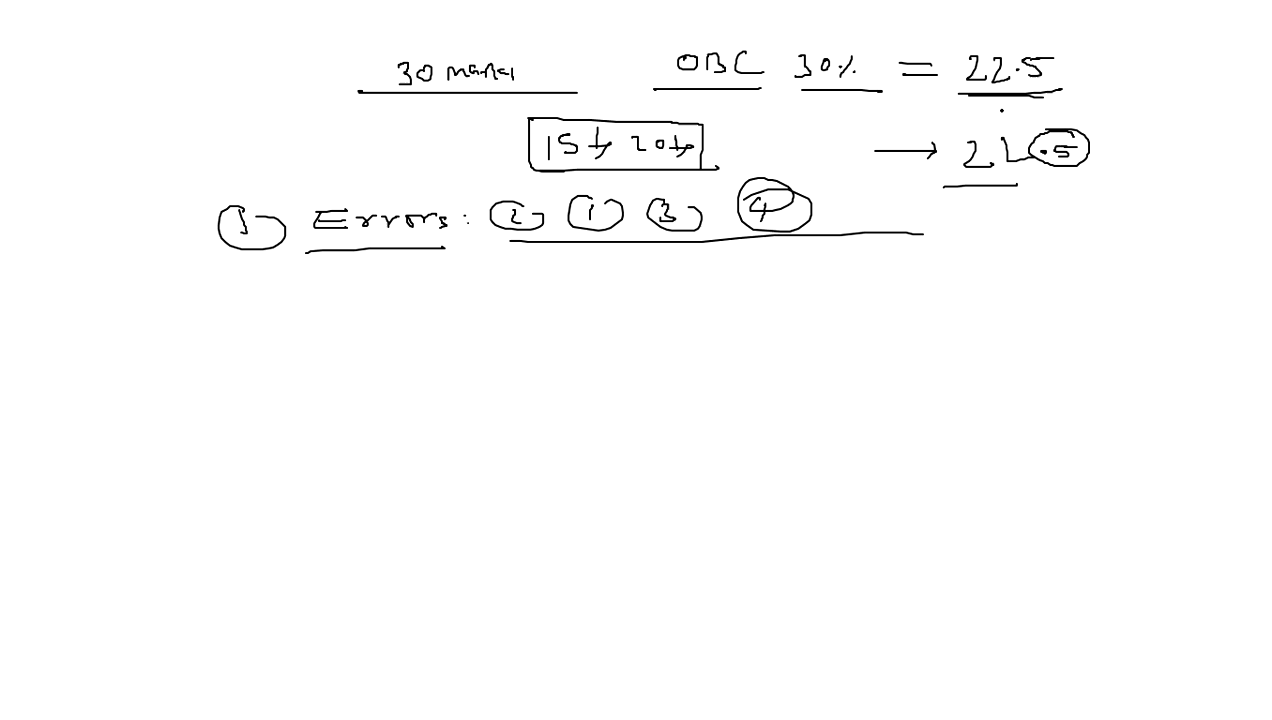 30 marks OBC 30% = 22.5
15 to 20 → 21.5
1 Errors: 2 1 3 4